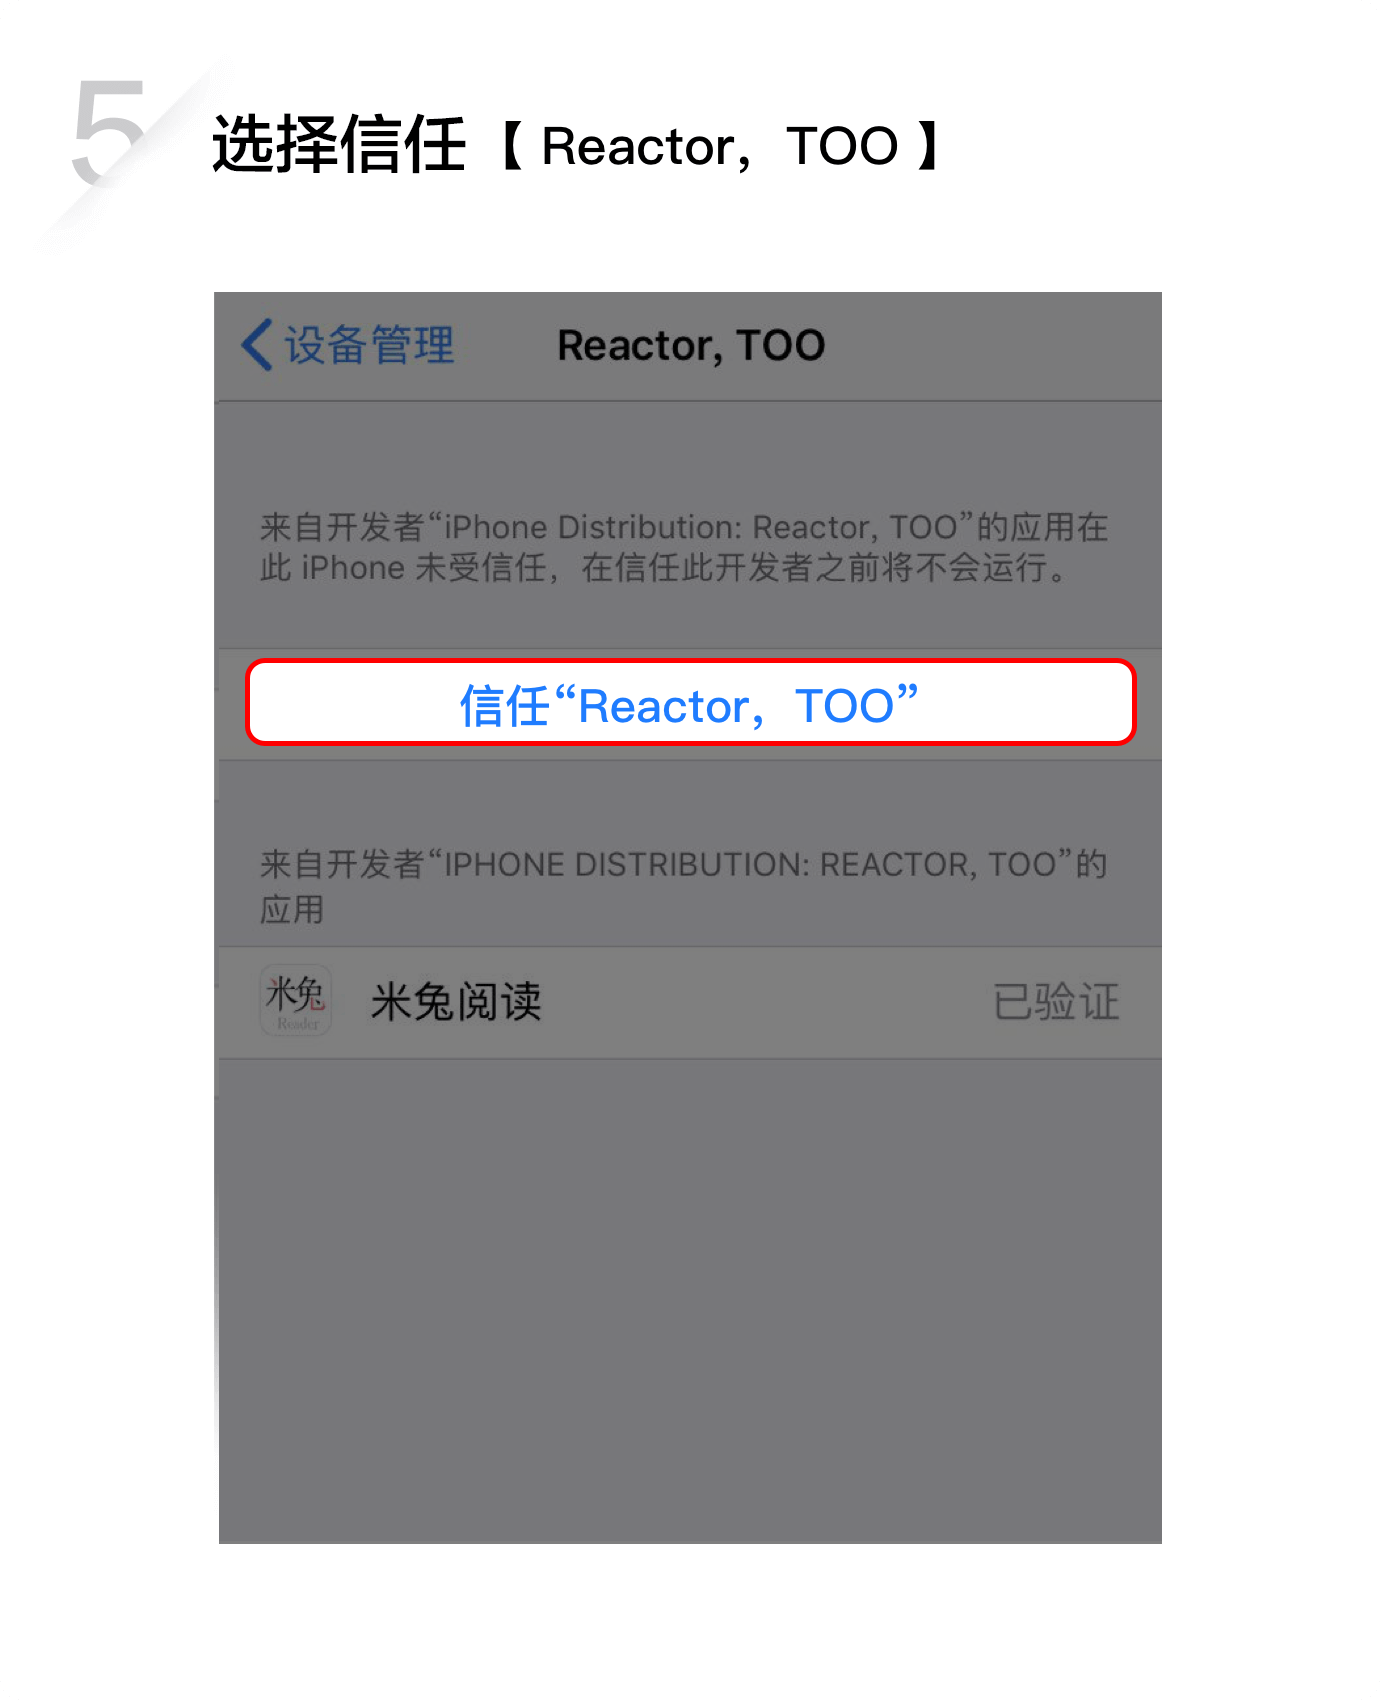 5
选择信任【 Reactor，TOO 】
设备管理
Reactor, TOO
来自开发者“iPhone Distribution: Reactor, TOO”的应用在
此 iPhone 未受信任，在信任此开发者之前将不会运行。
信任“Reactor，TOO”
来自开发者“IPHONE DISTRIBUTION: REACTOR, TOO”的
应用
米兔
Reader
米兔阅读
已验证